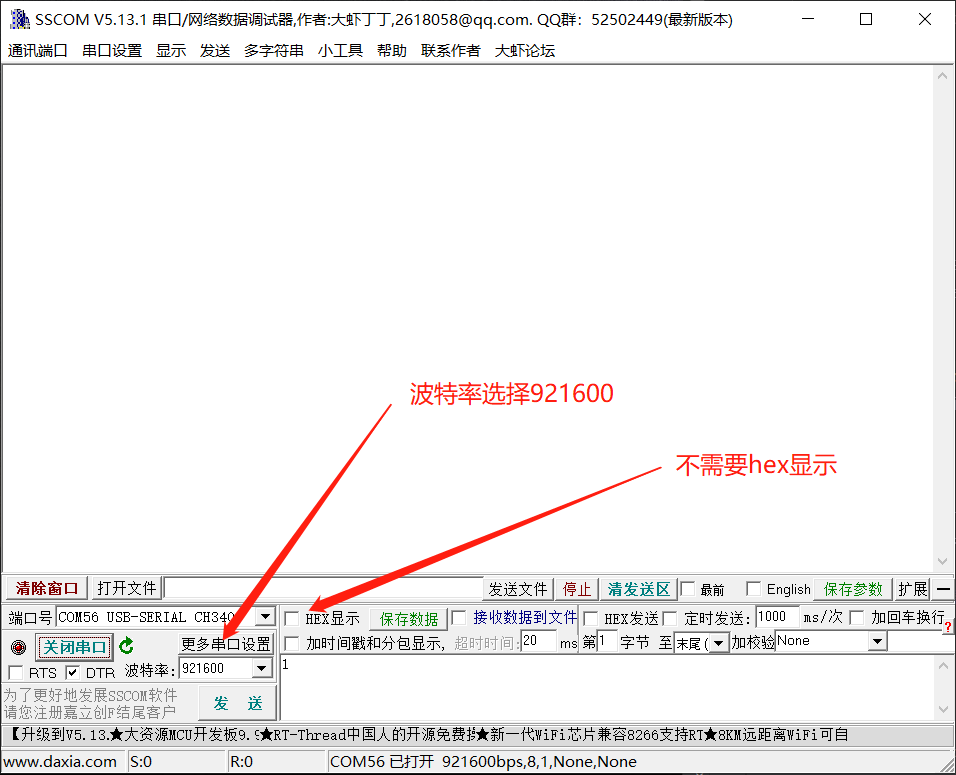 SSCOM V5.13.1 串口/网络数据调试器,作者:大虾丁丁,2618058@qq.com. QQ群：52502449(最新版本)
通讯端口 串口设置 显示 发送 多字符串 小工具 帮助 联系作者 大虾论坛
波特率选择921600
不需要hex显示
清除窗口 打开文件 发送文件 停止 清发送区 最前 English 保存参数 扩展
端口号 COM56 USB-SERIAL CH340 HEX显示 保存数据 接收数据到文件 HEX发送 定时发送: 1000 ms/次 加回车换行 ?
关闭串口 更多串口设置 加时间戳和分包显示, 超时时间: 20 ms 第1 字节 至 末尾( 加校验 None
RTS DTR 波特率: 921600 1
为了更好地发展SSCOM软件
请您注册嘉立创F结尾客户
发 送
【升级到V5.13.★大资源MCU开发板9.9★RT-Thread中国人的开源免费操★新一代WiFi芯片兼容8266支持RT★8KM远距离WiFi可自
www.daxia.com S:0 R:0 COM56 已打开 921600bps,8,1,None,None